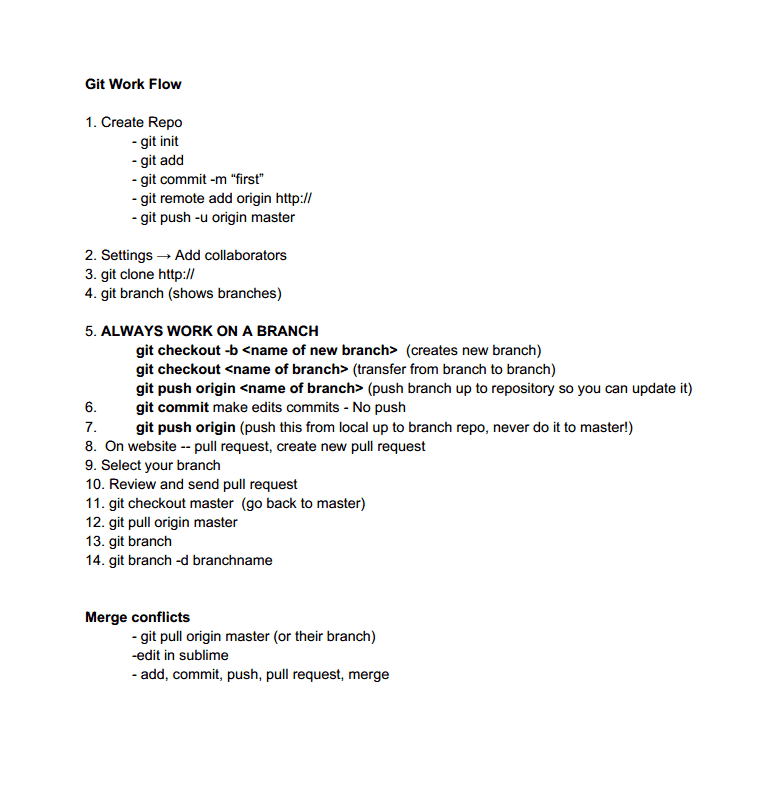 Git Work Flow
1. Create Repo
- git init
- git add
- git commit -m “first”
- git remote add origin http://
- git push -u origin master
2. Settings → Add collaborators
3. git clone http://
4. git branch (shows branches)
5. ALWAYS WORK ON A BRANCH
git checkout -b <name of new branch>  (creates new branch)
git checkout <name of branch> (transfer from branch to branch)
git push origin <name of branch> (push branch up to repository so you can update it)
6. git commit make edits commits - No push
7. git push origin (push this from local up to branch repo, never do it to master!)
8.  On website -- pull request, create new pull request
9. Select your branch
10. Review and send pull request
11. git checkout master  (go back to master)
12. git pull origin master
13. git branch
14. git branch -d branchname
Merge conflicts
- git pull origin master (or their branch)
-edit in sublime
- add, commit, push, pull request, merge